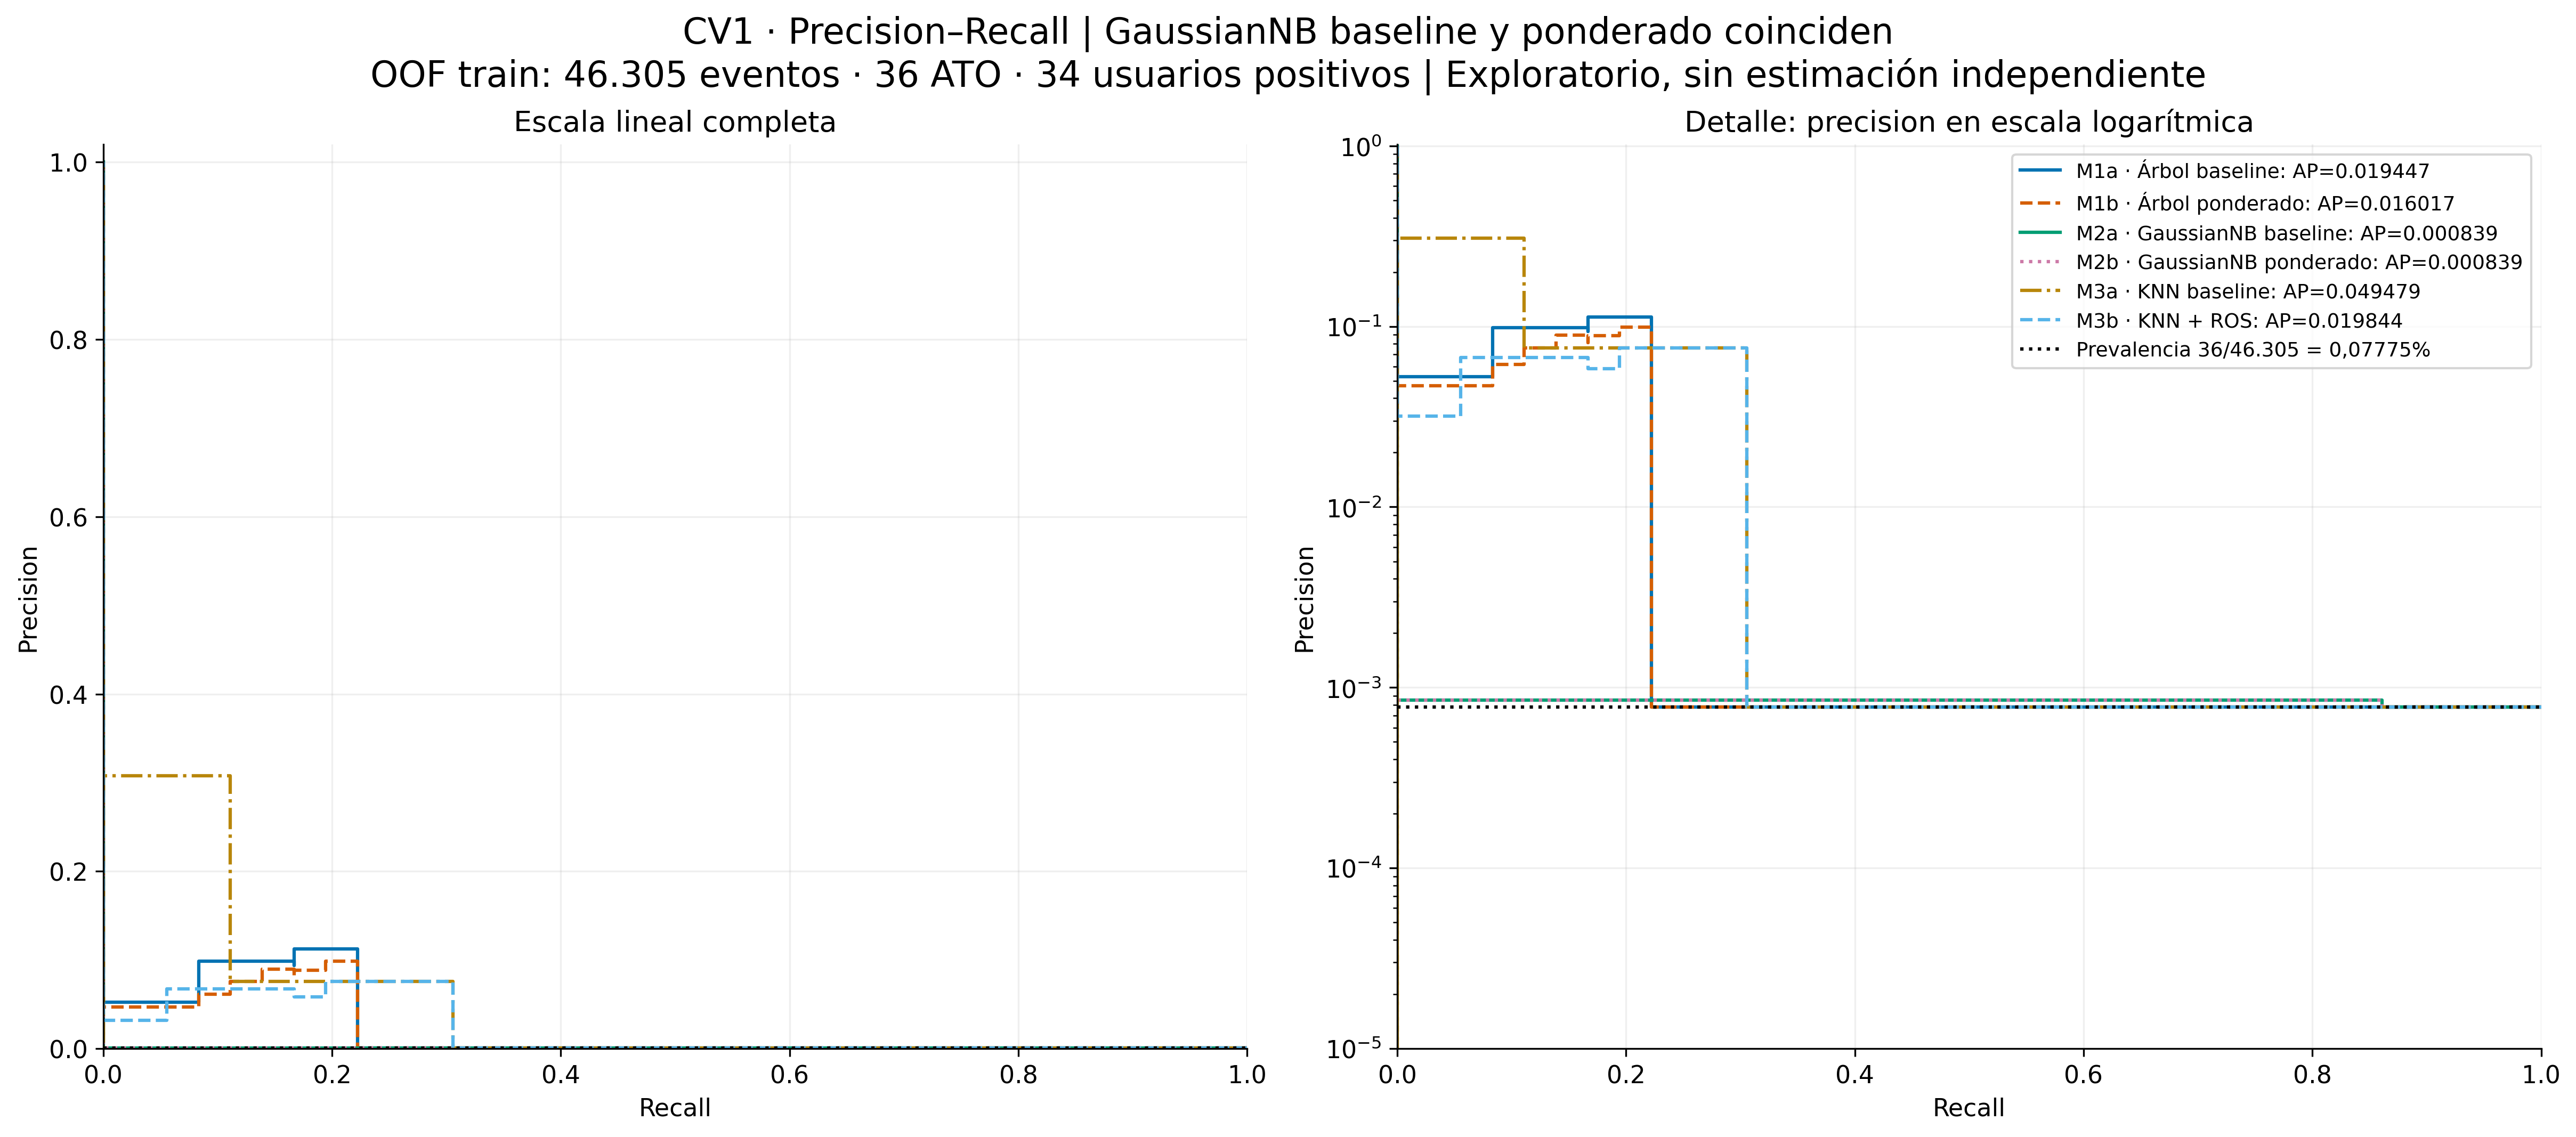 CV1 · Precision–Recall | GaussianNB baseline y ponderado coinciden
OOF train: 46.305 eventos · 36 ATO · 34 usuarios positivos | Exploratorio, sin estimación independiente
Escala lineal completa
1.0
0.8
0.6
0.4
0.2
0.0
Precision
0.0 0.2 0.4 0.6 0.8 1.0
Recall
Detalle: precision en escala logarítmica
10⁰
10⁻¹
10⁻²
10⁻³
10⁻⁴
10⁻⁵
Precision
M1a · Árbol baseline: AP=0.019447
M1b · Árbol ponderado: AP=0.016017
M2a · GaussianNB baseline: AP=0.000839
M2b · GaussianNB ponderado: AP=0.000839
M3a · KNN baseline: AP=0.049479
M3b · KNN + ROS: AP=0.019844
Prevalencia 36/46.305 = 0,07775%
0.0 0.2 0.4 0.6 0.8 1.0
Recall